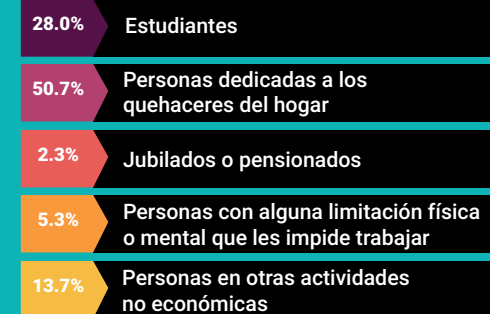 28.0% Estudiantes
50.7% Personas dedicadas a los
quehaceres del hogar
2.3% Jubilados o pensionados
5.3% Personas con alguna limitación física
o mental que les impide trabajar
13.7% Personas en otras actividades
no económicas